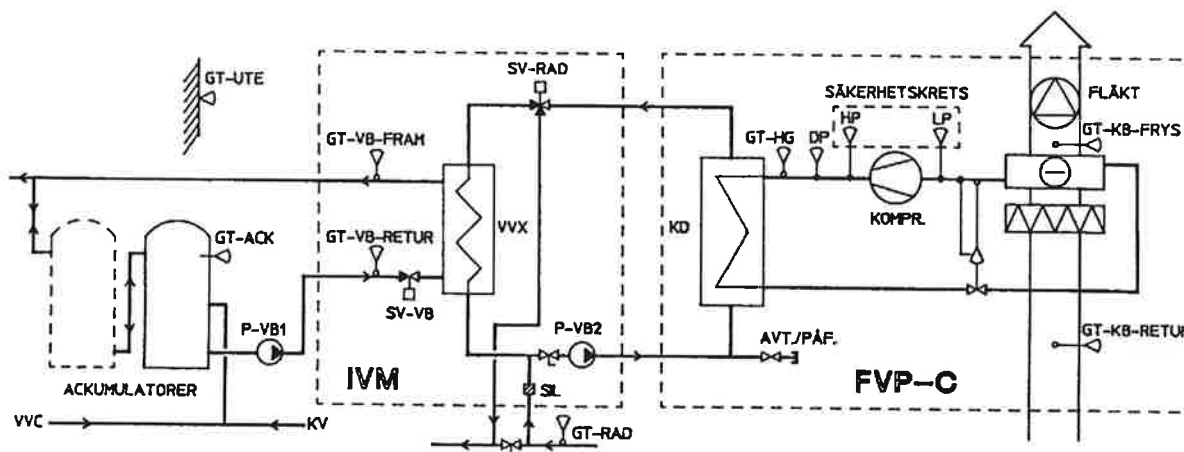 GT-UTE
SV-RAD
SÄKERHETSKRETS
FLÄKT
HP
LP
GT-VB-FRAM
GT-HG
DP
GT-KB-FRYS
GT-ACK
GT-VB-RETUR
VVX
KD
KOMPR.
SV-VB
P-VB1
P-VB2
AVT./PÅF.
GT-KB-RETUR
ACKUMULATORER
IVM
SIL
FVP-C
VVC
KV
GT-RAD